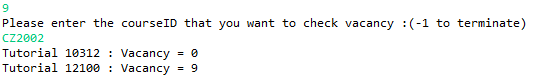 9
Please enter the courseID that you want to check vacancy :(-1 to terminate)
CZ2002
Tutorial 10312 : Vacancy = 0
Tutorial 12100 : Vacancy = 9